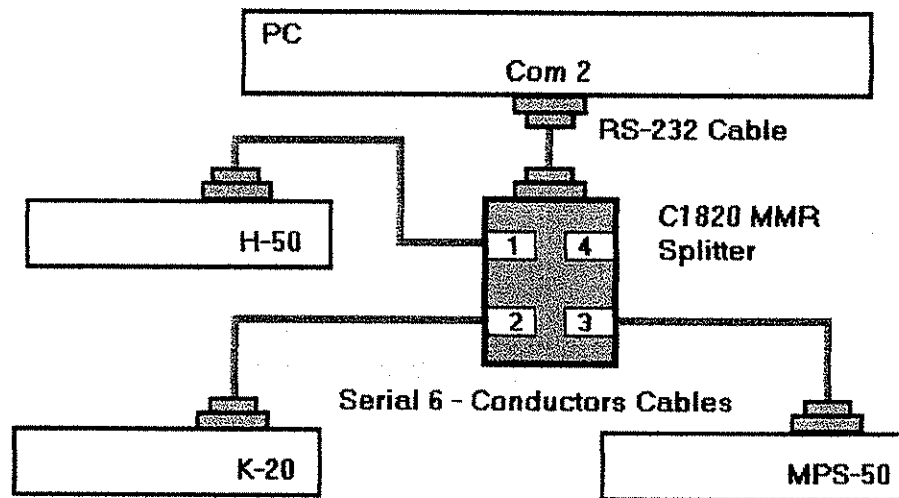 PC
Com 2
RS-232 Cable
H-50
1
4
C1820 MMR
Splitter
2
3
Serial 6 - Conductors Cables
K-20
MPS-50